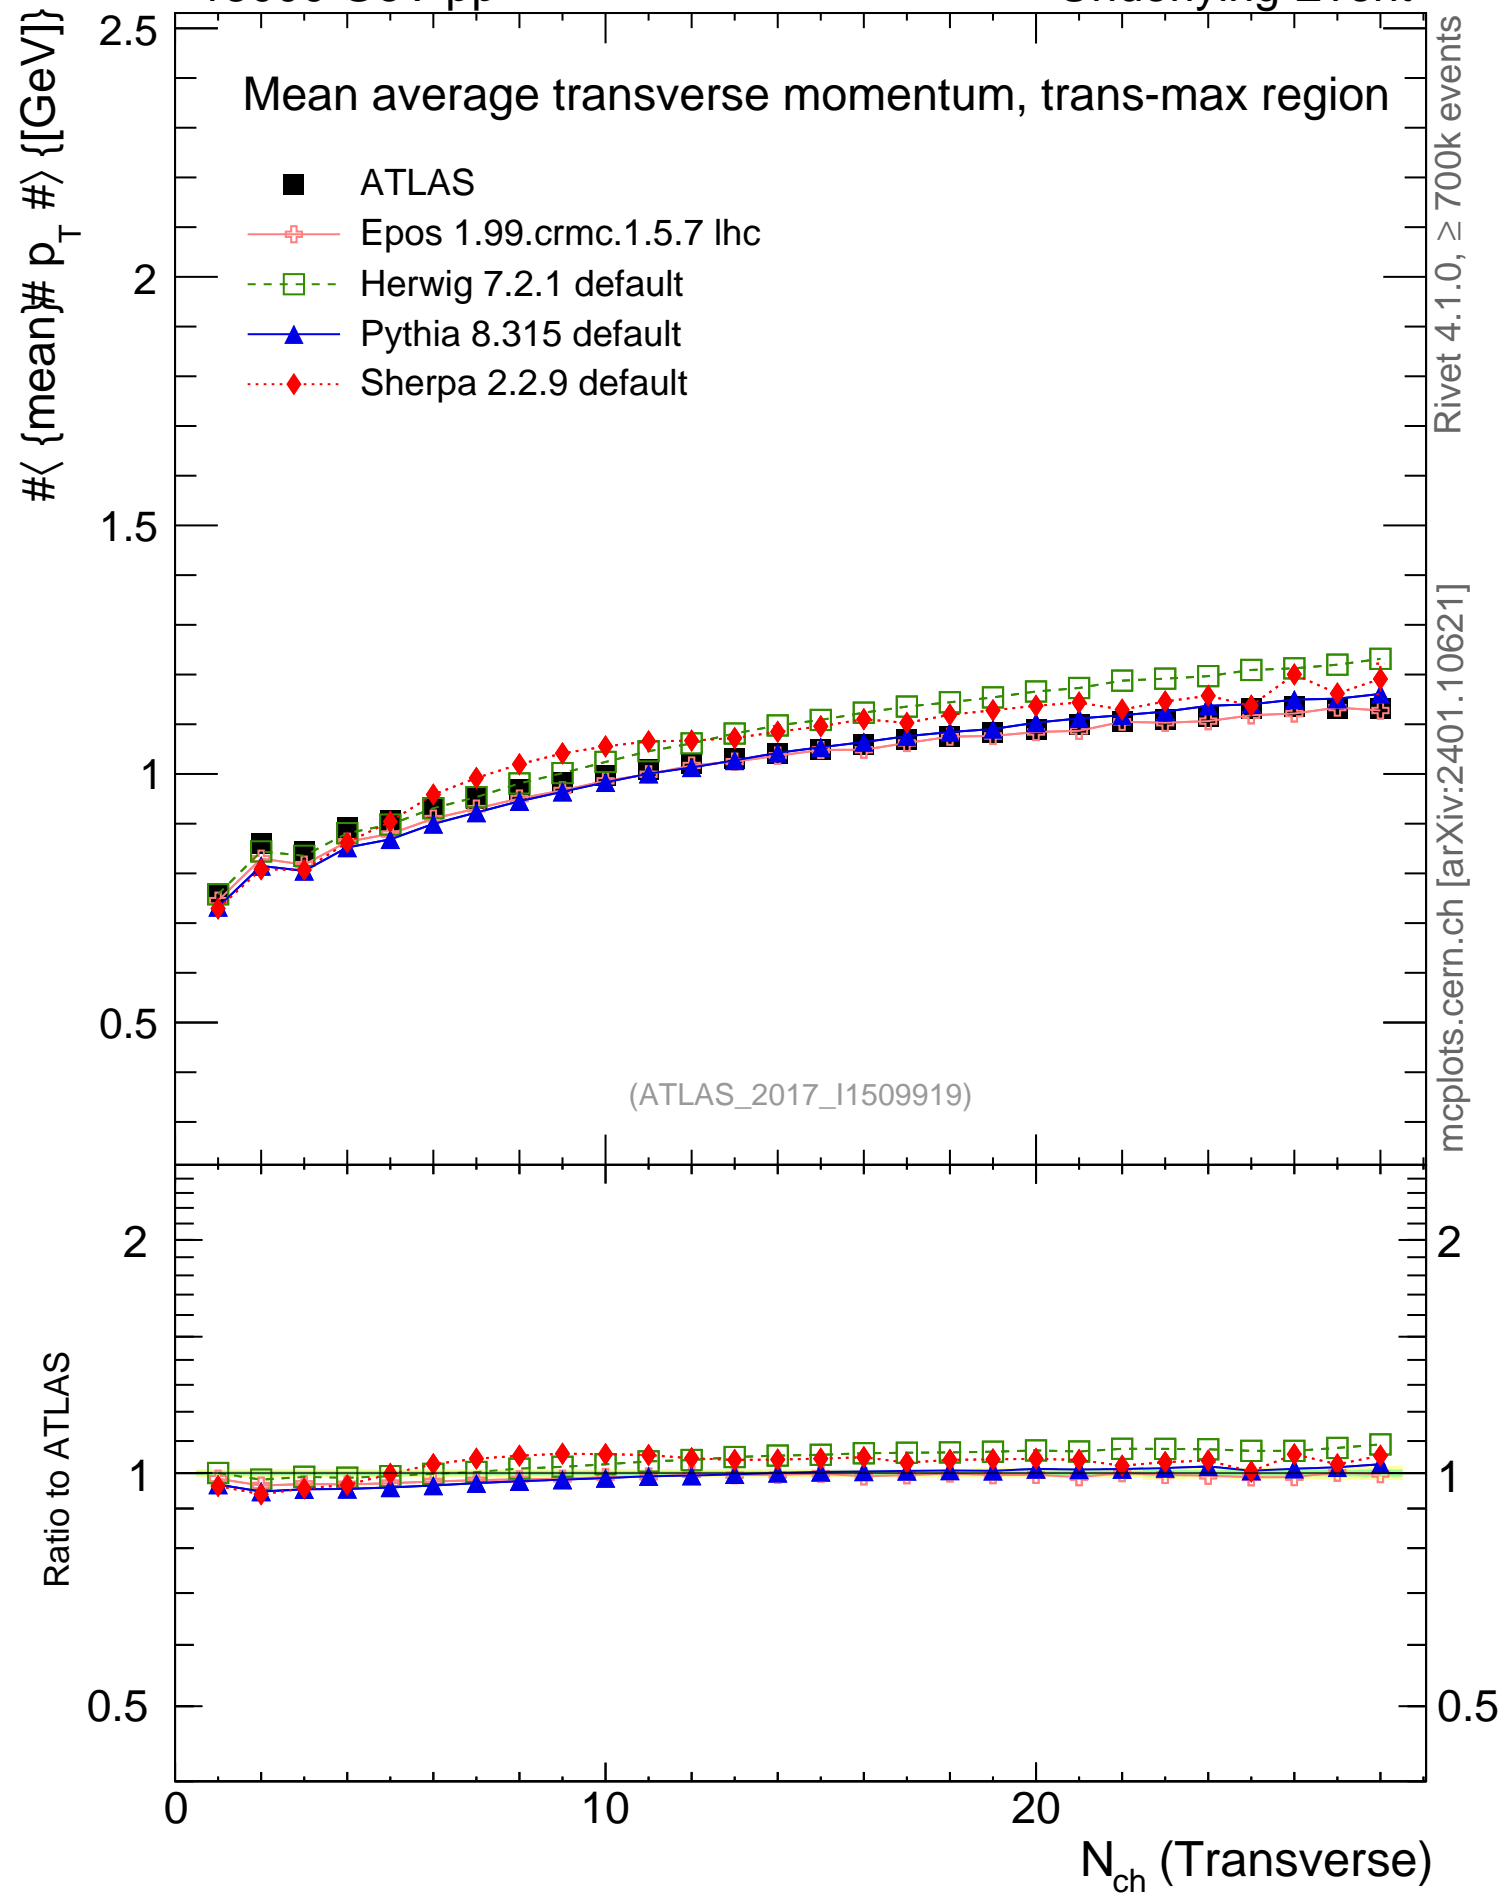 Mean average transverse momentum, trans-max region
ATLAS
Epos 1.99.crmc.1.5.7 lhc
Herwig 7.2.1 default
Pythia 8.315 default
Sherpa 2.2.9 default
#⟨ {mean}# p_T #⟩ {[GeV]}
2.5
2
1.5
1
0.5
(ATLAS_2017_I1509919)
Rivet 4.1.0, ≥ 700k events
mcplots.cern.ch [arXiv:2401.10621]
Ratio to ATLAS
2
1
0.5
2
1
0.5
0
10
20
N_ch (Transverse)